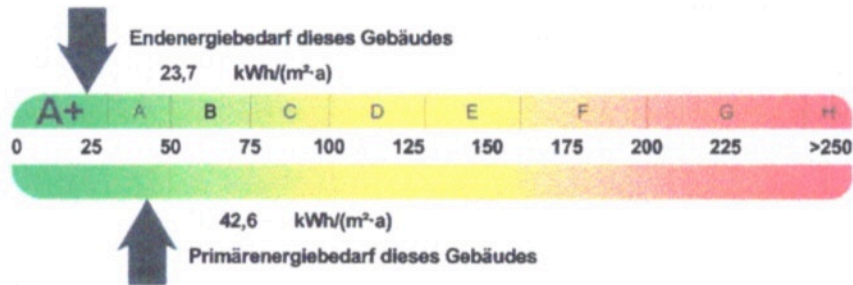 Endenergiebedarf dieses Gebäudes
23,7 kWh/(m²·a)
A+ A B C D E F G H
0 25 50 75 100 125 150 175 200 225 >250
42,6 kWh/(m²·a)
Primärenergiebedarf dieses Gebäudes